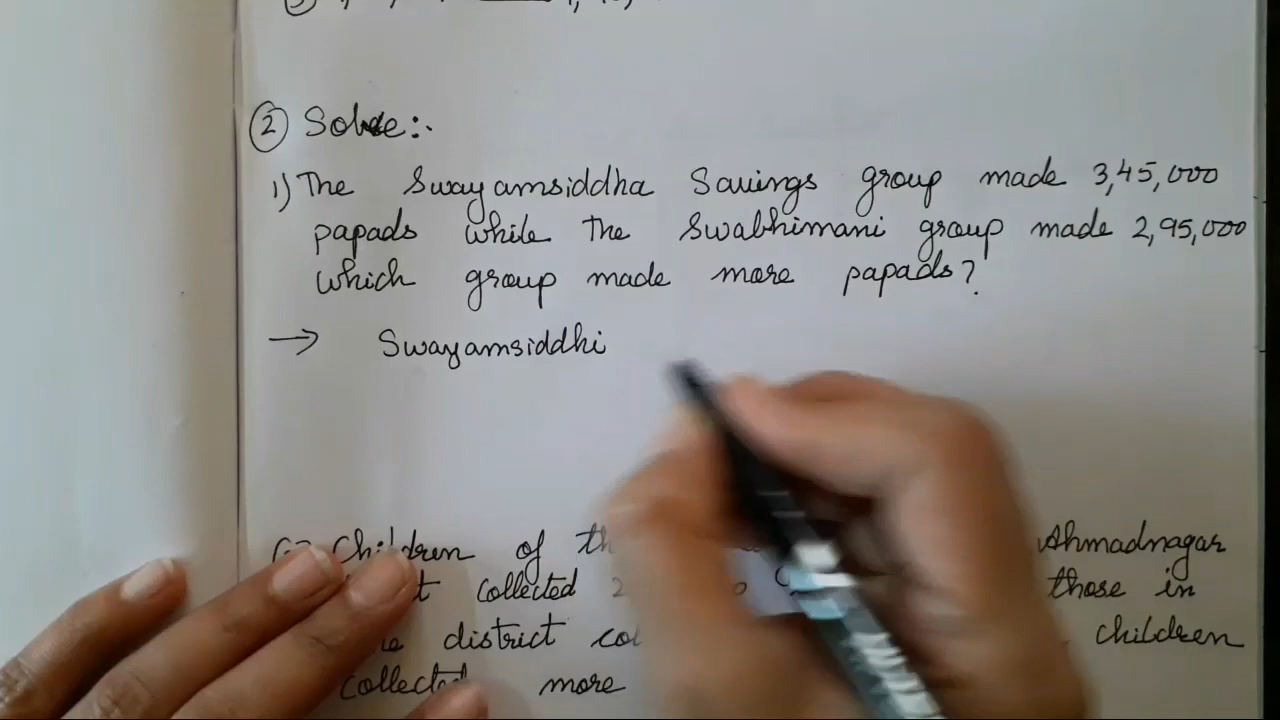 ② Solve:.
1) The Swayamsiddha Savings group made 3,45,000
papads while the Swabhimani group made 2,95,000
which group made more papads?
→ Swayamsiddhi
Children of Ahmadnagar
collected those in
district children
collected more